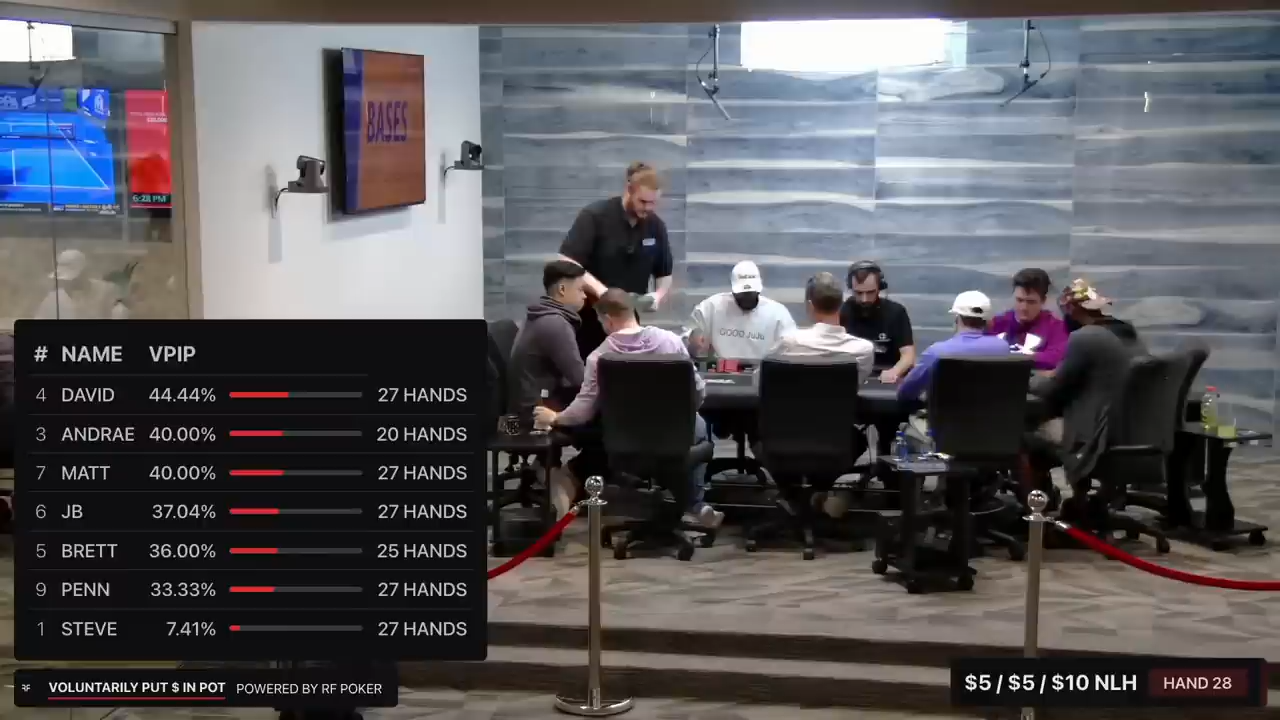 BASES
6:28 PM
GOOD JuJu
# NAME VPIP
4 DAVID 44.44% 27 HANDS
3 ANDRAE 40.00% 20 HANDS
7 MATT 40.00% 27 HANDS
6 JB 37.04% 27 HANDS
5 BRETT 36.00% 25 HANDS
9 PENN 33.33% 27 HANDS
1 STEVE 7.41% 27 HANDS
VOLUNTARILY PUT $ IN POT POWERED BY RF POKER
$5 / $5 / $10 NLH HAND 28